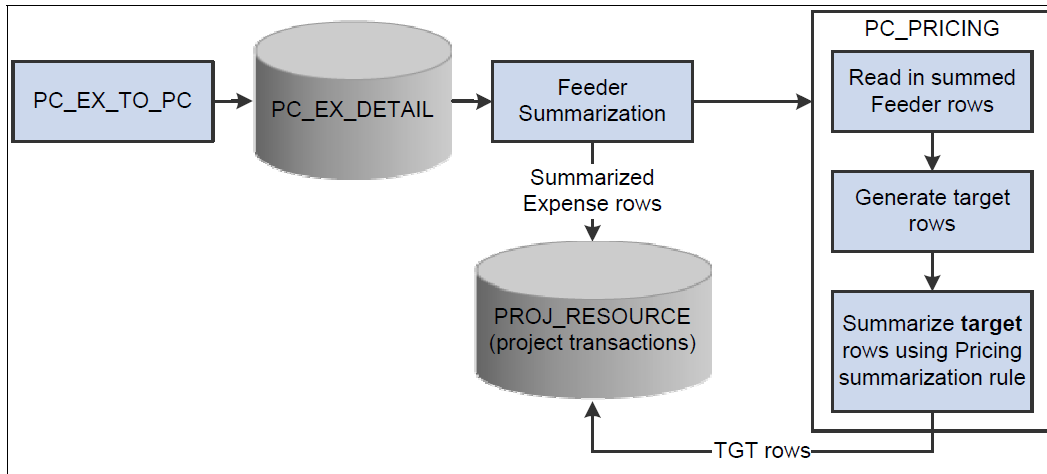 PC_EX_TO_PC
PC_EX_DETAIL
Feeder
Summarization
Summarized
Expense rows
PROJ_RESOURCE
(project transactions)
PC_PRICING
Read in summed
Feeder rows
Generate target
rows
Summarize target
rows using Pricing
summarization rule
TGT rows